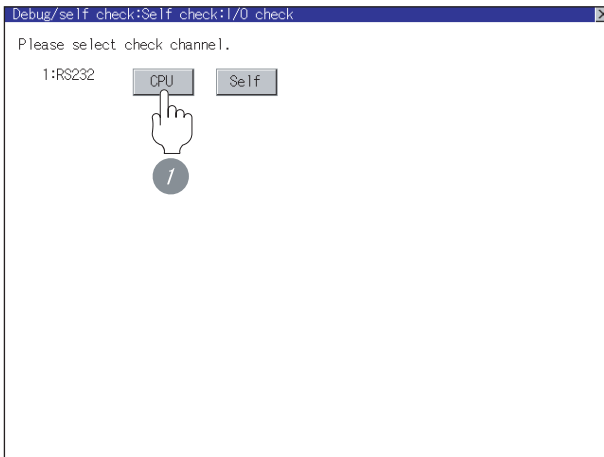 Debug/self check:Self check:I/O check
Please select check channel.
1:RS232 CPU Self
1